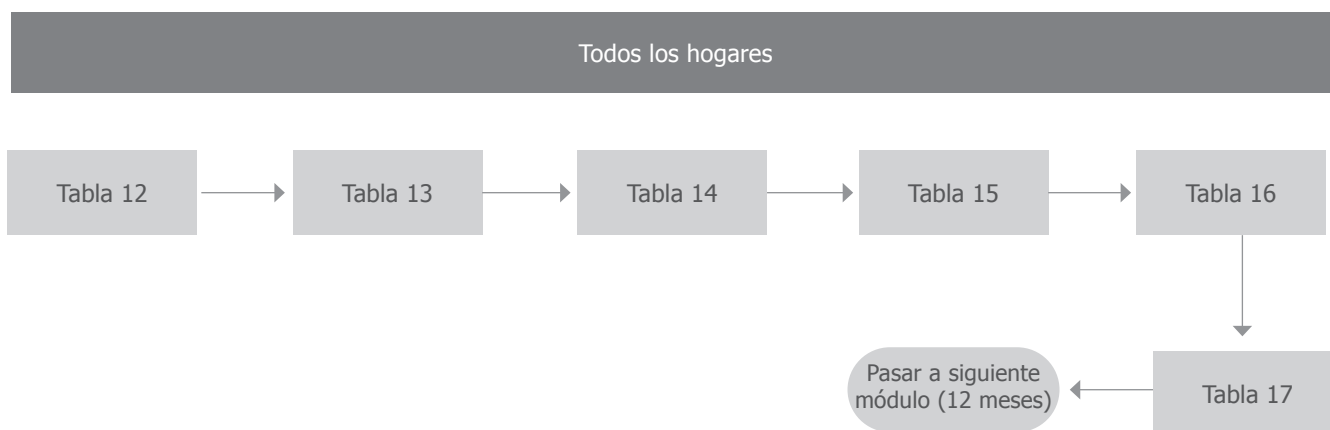 Todos los hogares
Tabla 12
Tabla 13
Tabla 14
Tabla 15
Tabla 16
Pasar a siguiente
módulo (12 meses)
Tabla 17